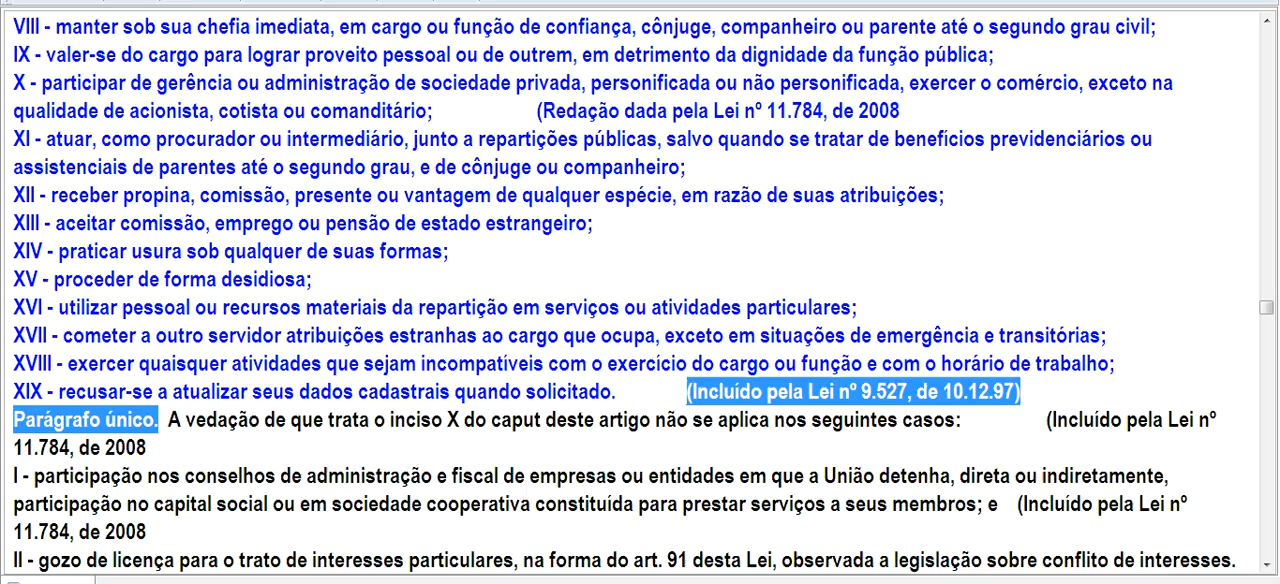 VIII - manter sob sua chefia imediata, em cargo ou função de confiança, cônjuge, companheiro ou parente até o segundo grau civil;
IX - valer-se do cargo para lograr proveito pessoal ou de outrem, em detrimento da dignidade da função pública;
X - participar de gerência ou administração de sociedade privada, personificada ou não personificada, exercer o comércio, exceto na
qualidade de acionista, cotista ou comanditário; (Redação dada pela Lei nº 11.784, de 2008
XI - atuar, como procurador ou intermediário, junto a repartições públicas, salvo quando se tratar de benefícios previdenciários ou
assistenciais de parentes até o segundo grau, e de cônjuge ou companheiro;
XII - receber propina, comissão, presente ou vantagem de qualquer espécie, em razão de suas atribuições;
XIII - aceitar comissão, emprego ou pensão de estado estrangeiro;
XIV - praticar usura sob qualquer de suas formas;
XV - proceder de forma desidiosa;
XVI - utilizar pessoal ou recursos materiais da repartição em serviços ou atividades particulares;
XVII - cometer a outro servidor atribuições estranhas ao cargo que ocupa, exceto em situações de emergência e transitórias;
XVIII - exercer quaisquer atividades que sejam incompatíveis com o exercício do cargo ou função e com o horário de trabalho;
XIX - recusar-se a atualizar seus dados cadastrais quando solicitado. (Incluído pela Lei nº 9.527, de 10.12.97)
Parágrafo único. A vedação de que trata o inciso X do caput deste artigo não se aplica nos seguintes casos: (Incluído pela Lei nº
11.784, de 2008
I - participação nos conselhos de administração e fiscal de empresas ou entidades em que a União detenha, direta ou indiretamente,
participação no capital social ou em sociedade cooperativa constituída para prestar serviços a seus membros; e (Incluído pela Lei nº
11.784, de 2008
II - gozo de licença para o trato de interesses particulares, na forma do art. 91 desta Lei, observada a legislação sobre conflito de interesses.